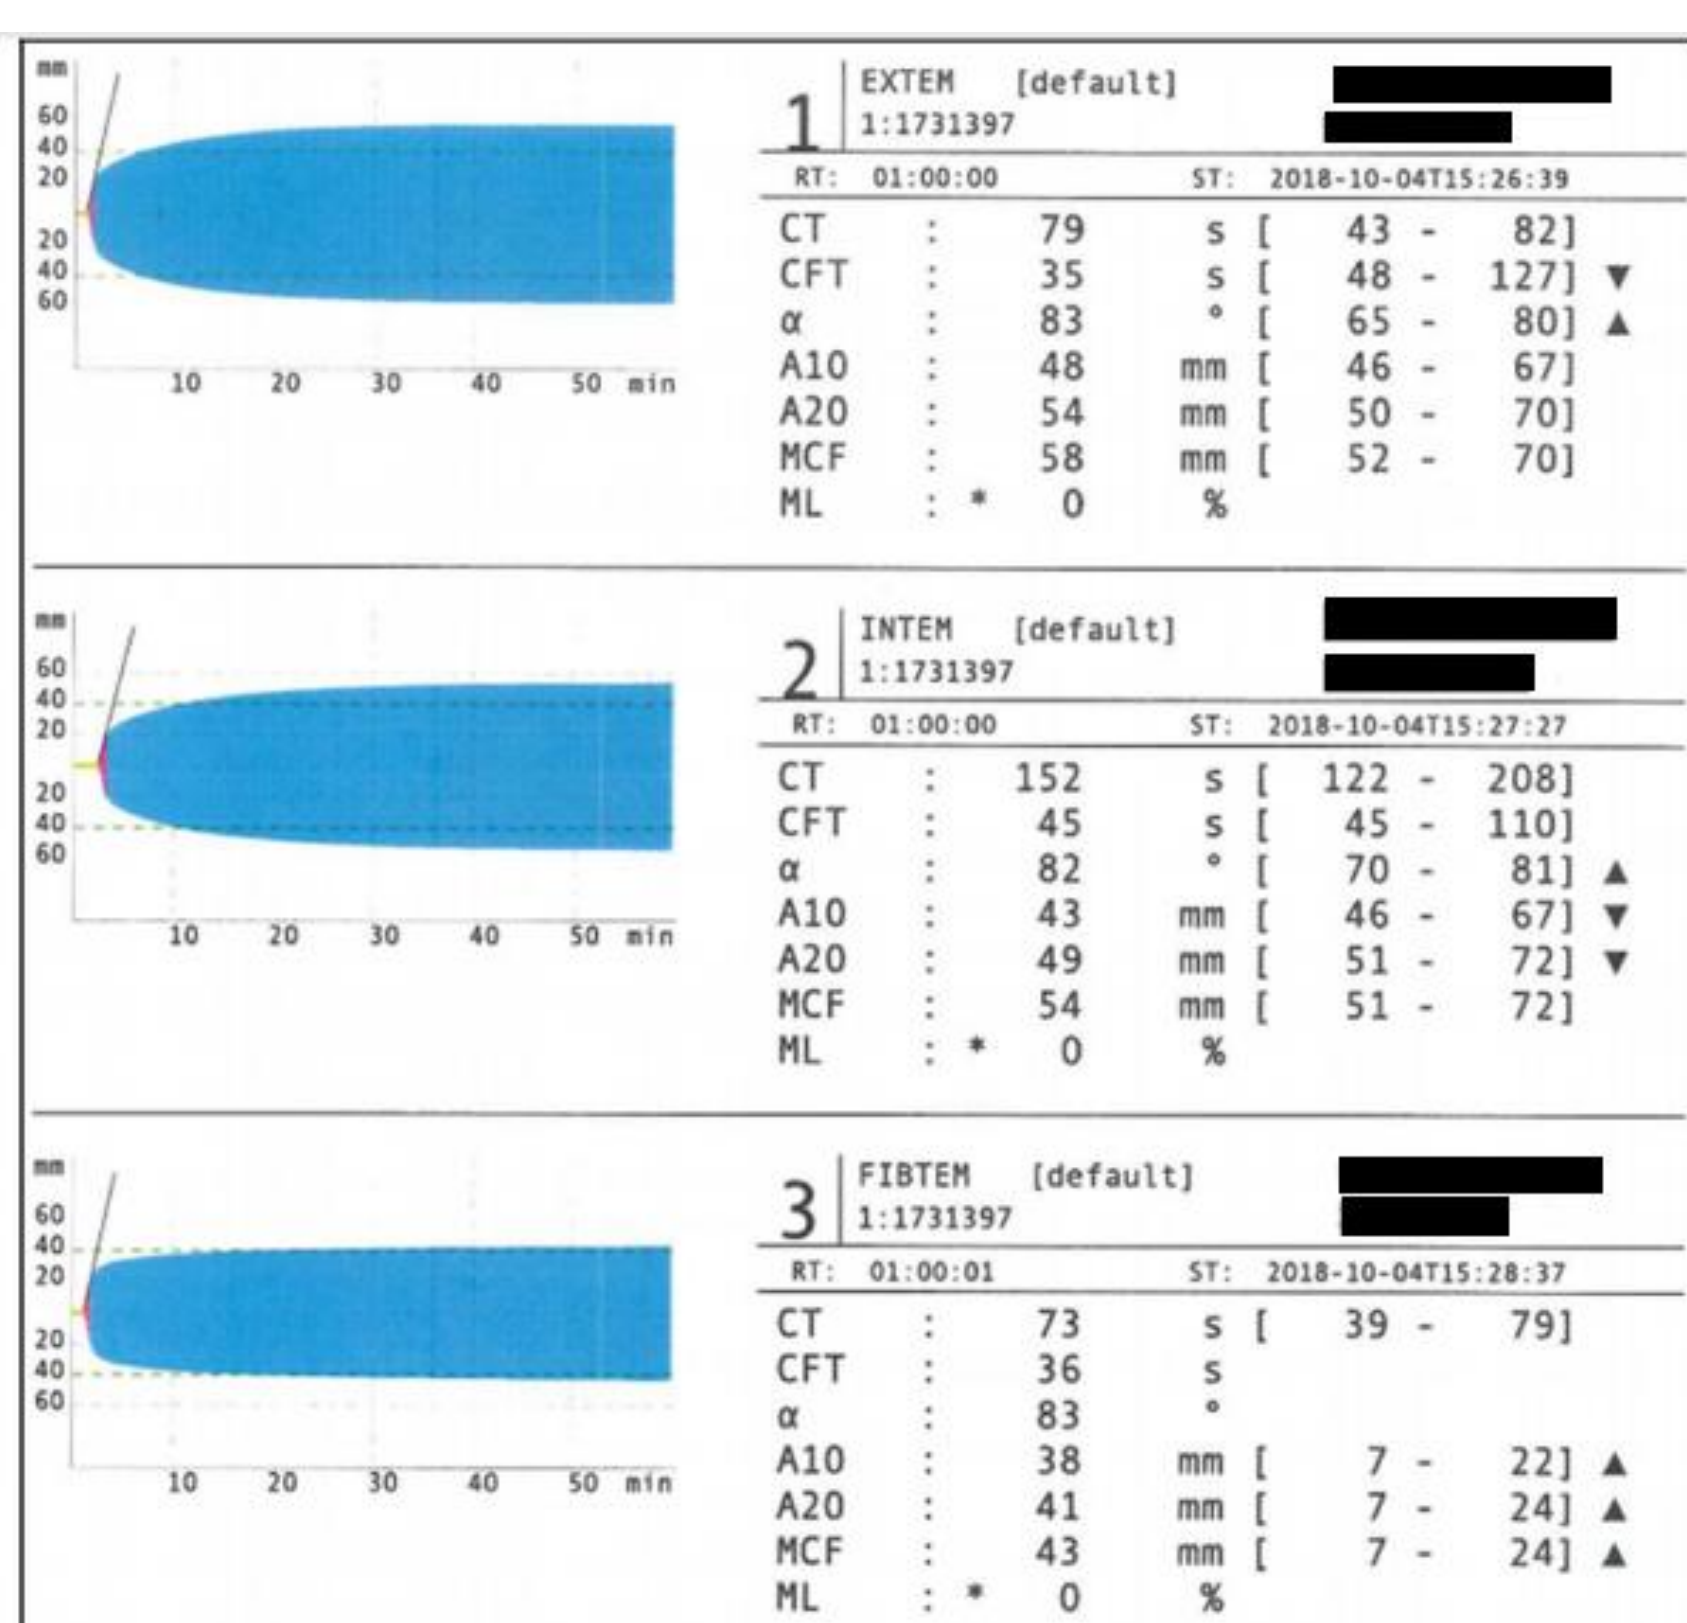 mm
60
40
20
20
40
60
10 20 30 40 50 min
1
EXTEM [default]
1:1731397
RT: 01:00:00 ST: 2018-10-04T15:26:39
CT : 79 s [ 43 - 82]
CFT : 35 s [ 48 - 127] ▼
α : 83 ° [ 65 - 80] ▲
A10 : 48 mm [ 46 - 67]
A20 : 54 mm [ 50 - 70]
MCF : 58 mm [ 52 - 70]
ML : * 0 %
mm
60
40
20
20
40
60
10 20 30 40 50 min
2
INTEM [default]
1:1731397
RT: 01:00:00 ST: 2018-10-04T15:27:27
CT : 152 s [ 122 - 208]
CFT : 45 s [ 45 - 110]
α : 82 ° [ 70 - 81] ▲
A10 : 43 mm [ 46 - 67] ▼
A20 : 49 mm [ 51 - 72] ▼
MCF : 54 mm [ 51 - 72]
ML : * 0 %
mm
60
40
20
20
40
60
10 20 30 40 50 min
3
FIBTEM [default]
1:1731397
RT: 01:00:01 ST: 2018-10-04T15:28:37
CT : 73 s [ 39 - 79]
CFT : 36 s
α : 83 °
A10 : 38 mm [ 7 - 22] ▲
A20 : 41 mm [ 7 - 24] ▲
MCF : 43 mm [ 7 - 24] ▲
ML : * 0 %